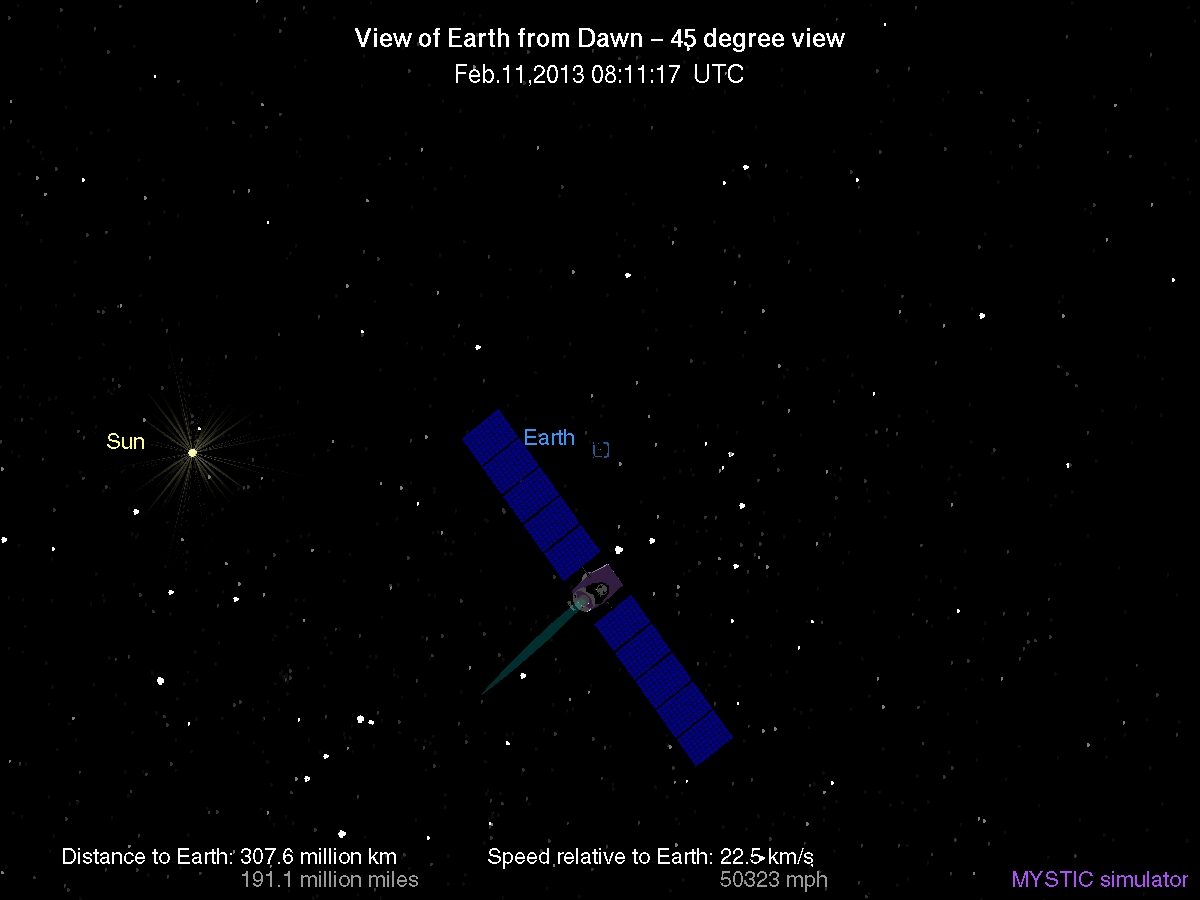 View of Earth from Dawn – 45 degree view
Feb.11,2013 08:11:17 UTC
Sun
Earth
Distance to Earth: 307.6 million km
191.1 million miles
Speed relative to Earth: 22.5 km/s
50323 mph
MYSTIC simulator